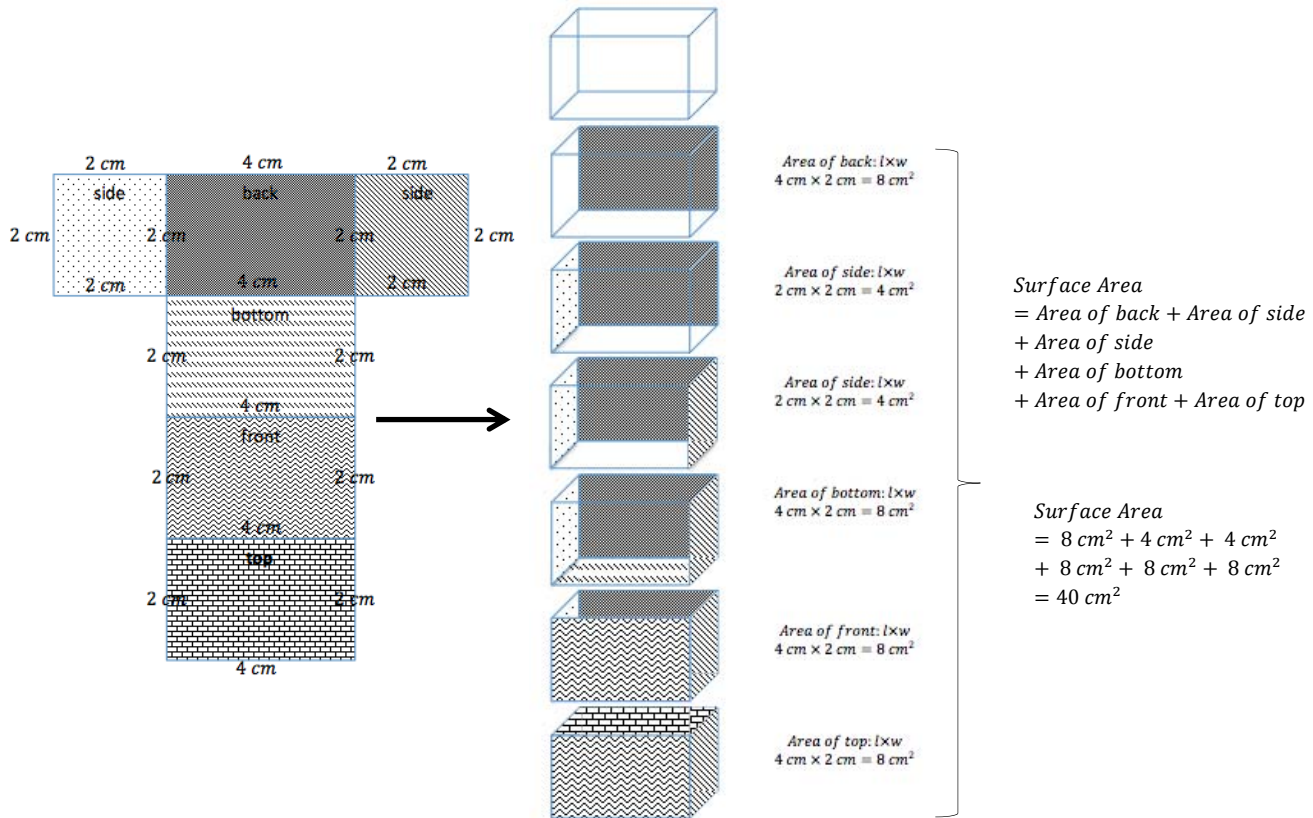 2 cm 4 cm 2 cm
side back side
2 cm 2 cm 2 cm 2 cm
2 cm 4 cm 2 cm
bottom
2 cm 2 cm
4 cm
front
2 cm 2 cm
4 cm
top
2 cm 2 cm
4 cm
Area of back: l×w
4 cm × 2 cm = 8 cm²
Area of side: l×w
2 cm × 2 cm = 4 cm²
Area of side: l×w
2 cm × 2 cm = 4 cm²
Area of bottom: l×w
4 cm × 2 cm = 8 cm²
Area of front: l×w
4 cm × 2 cm = 8 cm²
Area of top: l×w
4 cm × 2 cm = 8 cm²
Surface Area
= Area of back + Area of side
+ Area of side
+ Area of bottom
+ Area of front + Area of top
Surface Area
= 8 cm² + 4 cm² + 4 cm²
+ 8 cm² + 8 cm² + 8 cm²
= 40 cm²